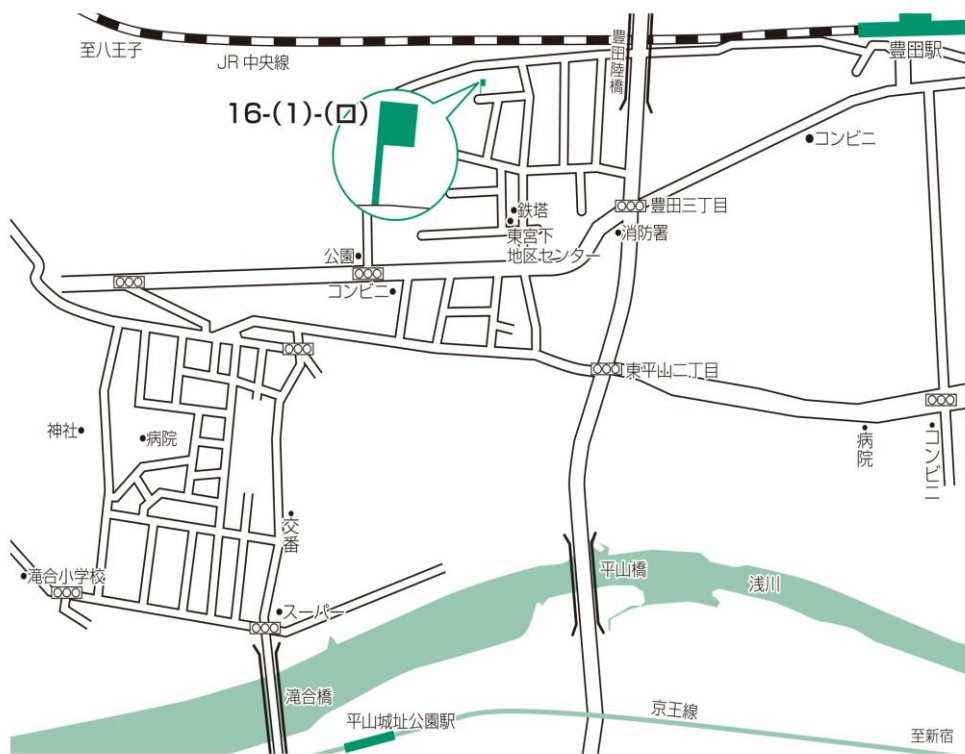 至八王子
JR 中央線
豊田陸橋
豊田駅
16-(1)-(ロ)
コンビニ
鉄塔
豊田三丁目
東宮下
地区センター
消防署
公園
コンビニ
東平山二丁目
神社
病院
病院
コンビニ
交番
滝合小学校
スーパー
平山橋
浅川
滝合橋
平山城址公園駅
京王線
至新宿